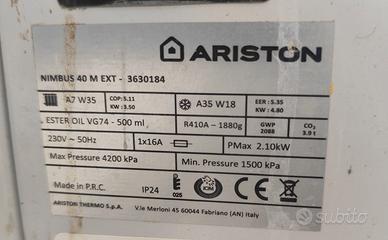 ARISTON
NIMBUS 40 M EXT - 3630184
A7 W35 COP: 5.11 KW: 3.50 A35 W18 EER: 5.35 KW: 4.80
ESTER OIL VG74 - 500 ml R410A - 1880g GWP 2088 CO2 3.9 t
230V ~ 50Hz 1x16A PMax 2.10kW
Max Pressure 4200 kPa Min. Pressure 1500 kPa
Made in P.R.C. IP24 E 025 ICIM CE
ARISTON THERMO S.p.A. V.le Merloni 45 60044 Fabriano (AN) Italy
subito